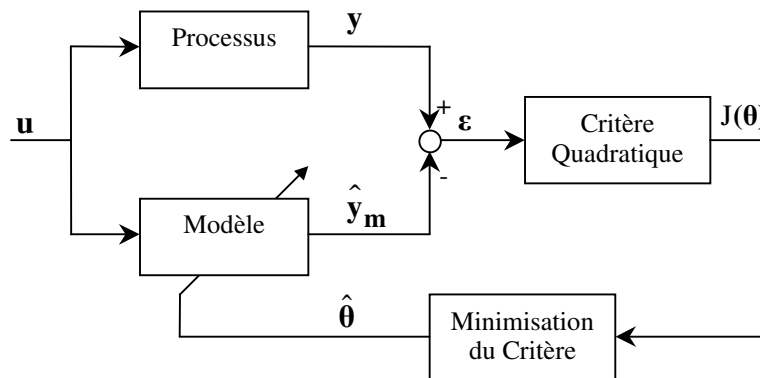 Processus
y
u
+
ε
Critère
Quadratique
J(θ)
-
Modèle
ŷm
θ̂
Minimisation
du Critère